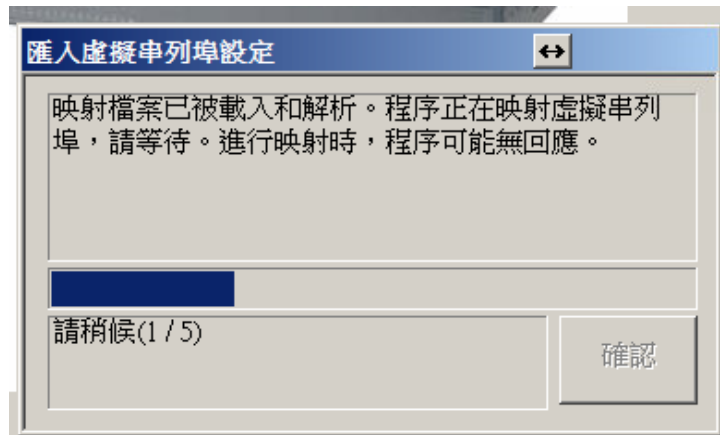 匯入虛擬串列埠設定
映射檔案已被載入和解析。程序正在映射虛擬串列
埠，請等待。進行映射時，程序可能無回應。
請稍候(1 / 5)
確認